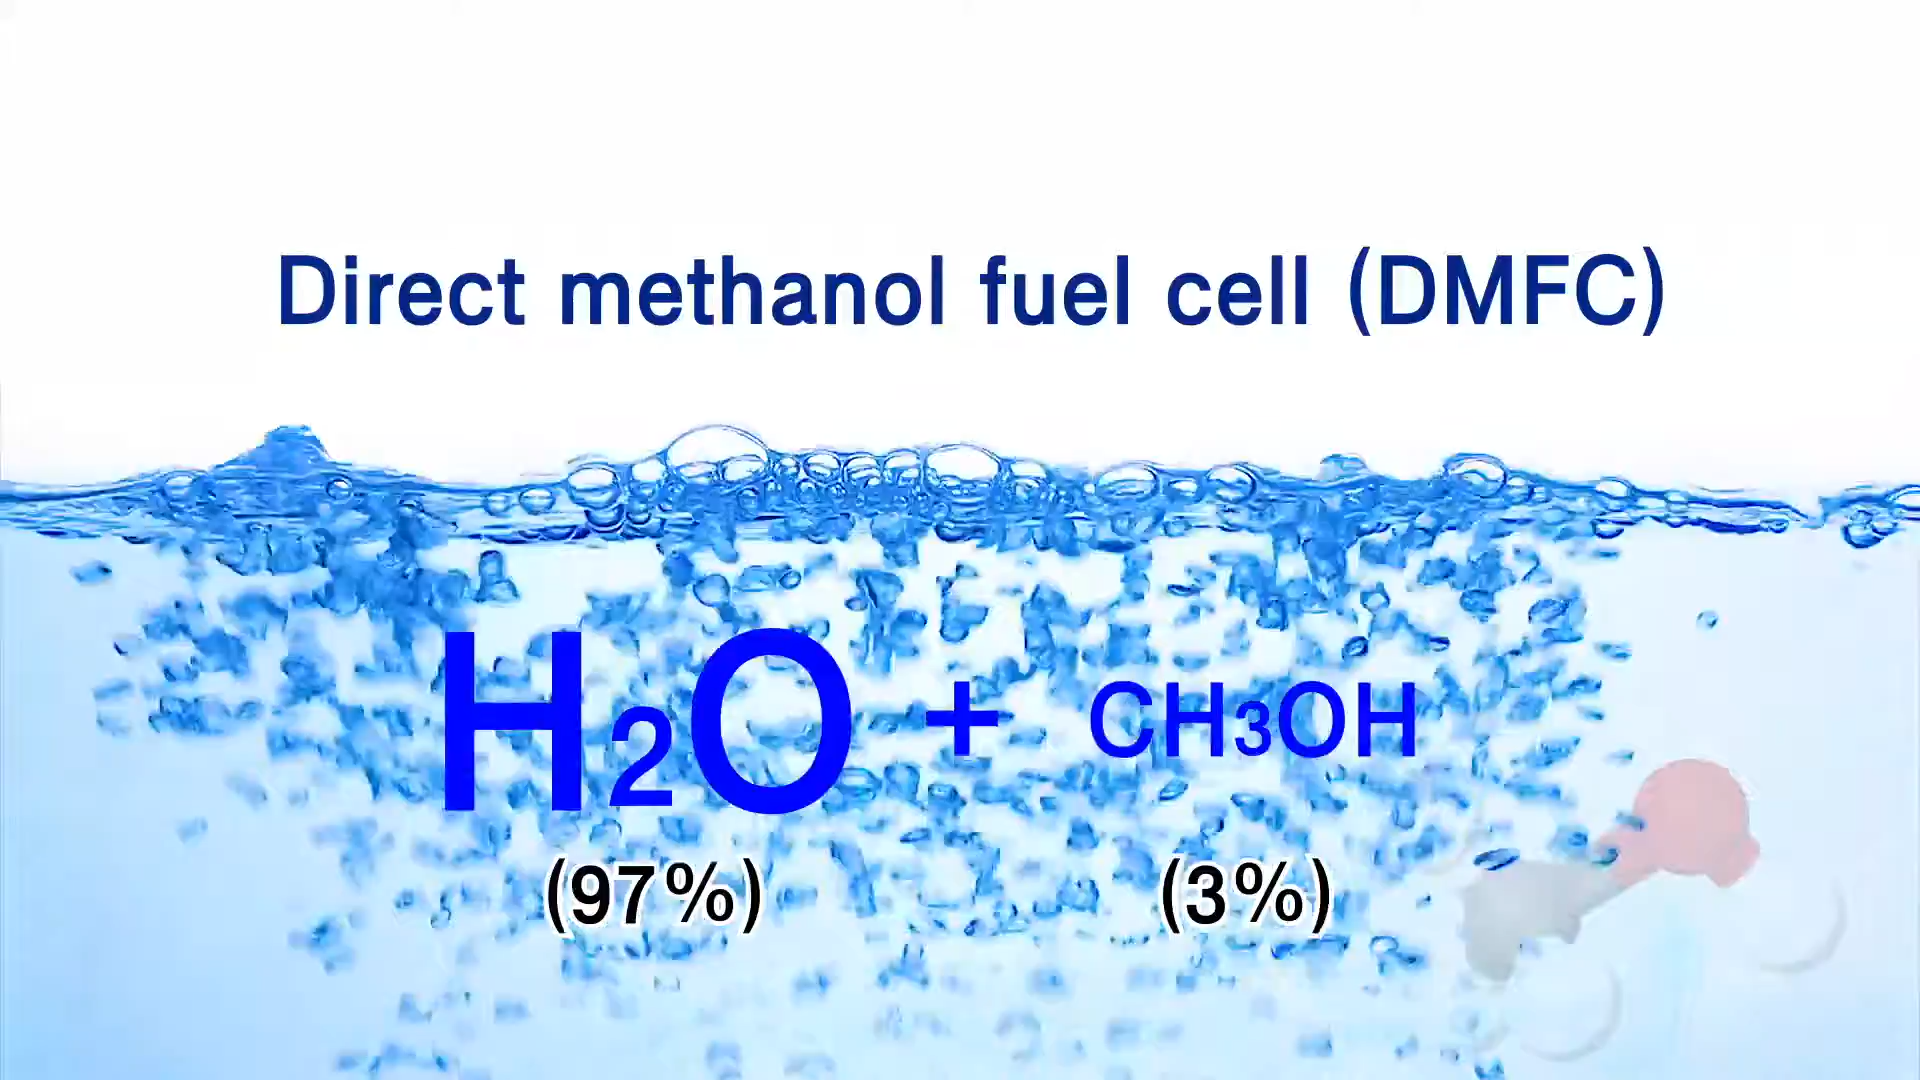 Direct methanol fuel cell (DMFC)
H2O + CH3OH
(97%) (3%)